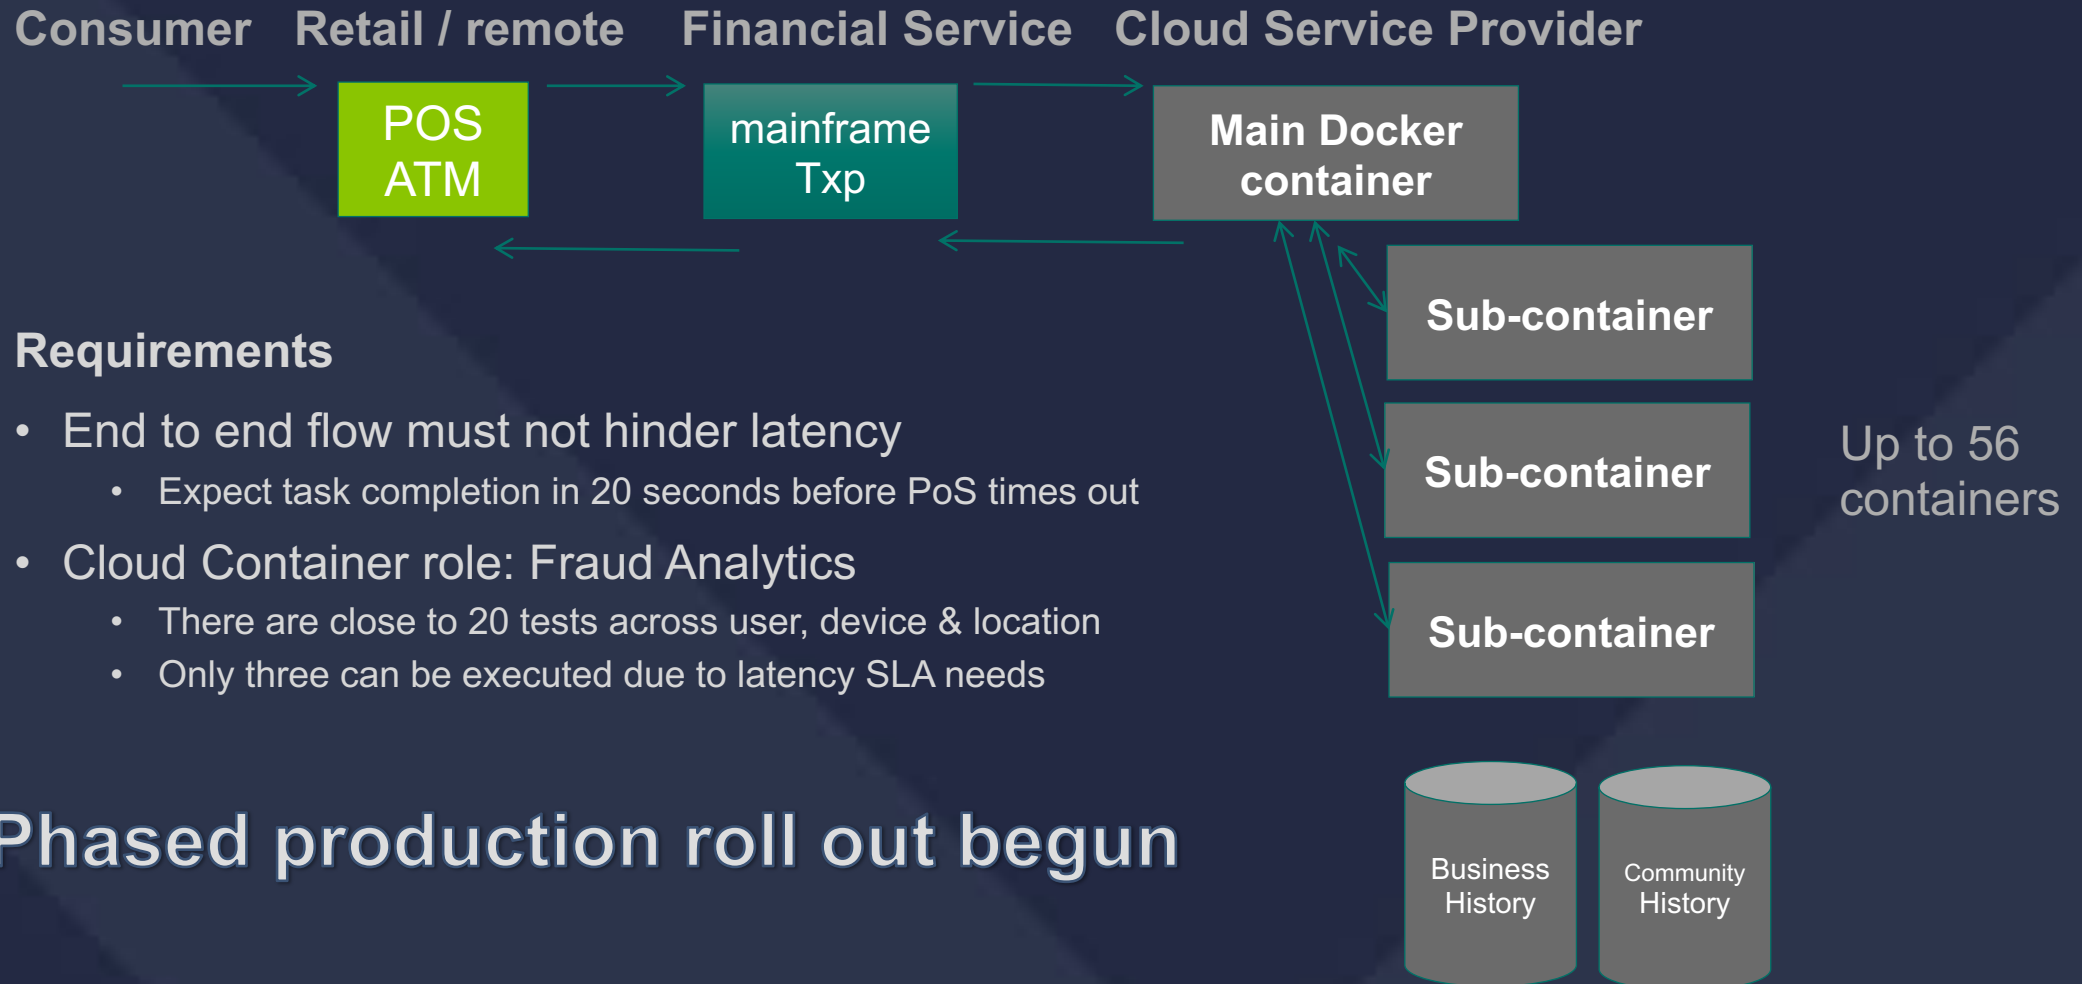 Consumer Retail / remote Financial Service Cloud Service Provider
POS
ATM
mainframe
Txp
Main Docker
container
Sub-container
Sub-container
Sub-container
Up to 56
containers
Requirements
• End to end flow must not hinder latency
• Expect task completion in 20 seconds before PoS times out
• Cloud Container role: Fraud Analytics
• There are close to 20 tests across user, device & location
• Only three can be executed due to latency SLA needs
Phased production roll out begun
Business
History
Community
History